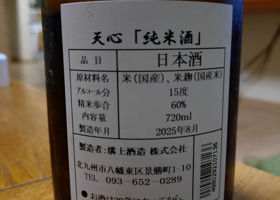 天心「純米酒」
品目 日本酒
原材料名 米(国産)、米麹(国産米)
アルコール分 15度
精米歩合 60%
内容量 720ml
製造年月 2025年8月
製造者:溝上酒造 株式会社
北九州市八幡東区景勝町1-10
TEL 093-652-0289